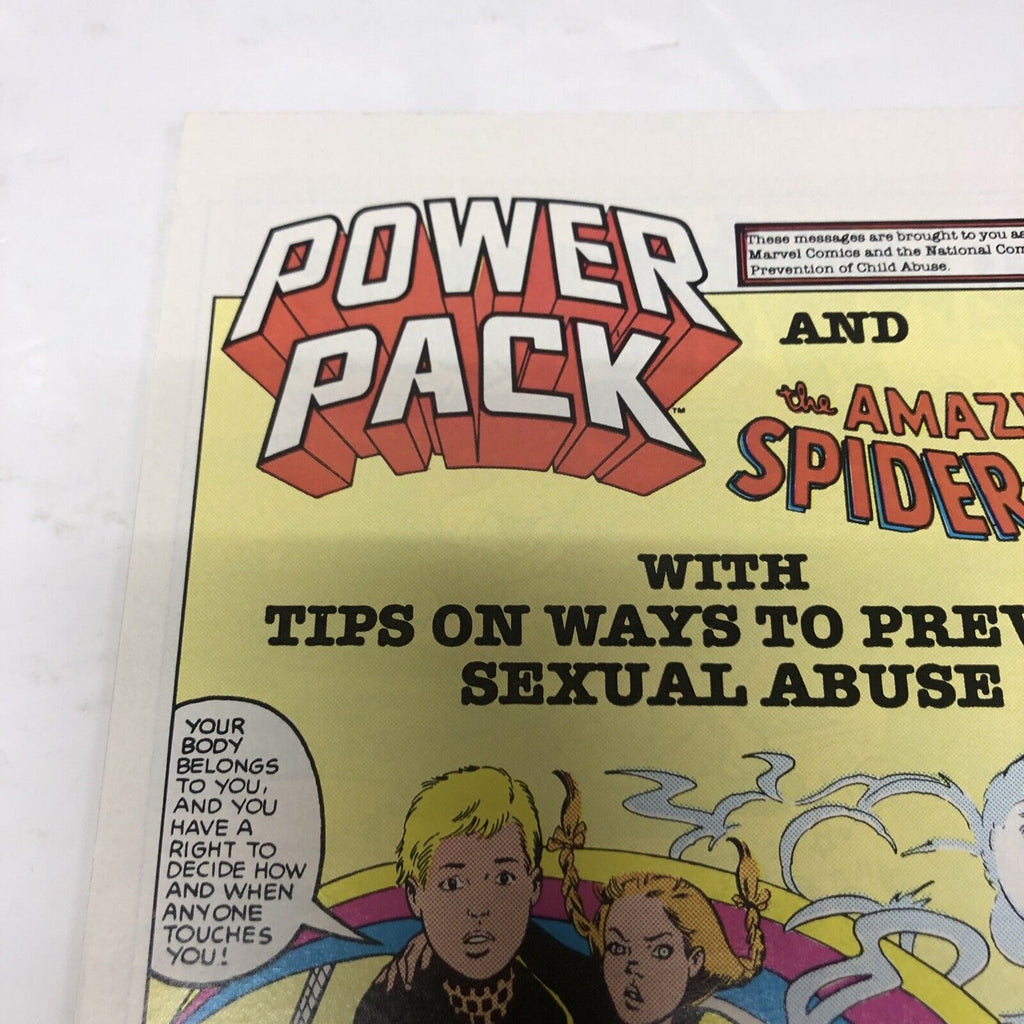 POWER
PACK
™
These messages are brought to you as
Marvel Comics and the National Com
Prevention of Child Abuse.
AND
the AMAZ
SPIDER
WITH
TIPS ON WAYS TO PREV
SEXUAL ABUSE
YOUR
BODY
BELONGS
TO YOU,
AND YOU
HAVE A
RIGHT TO
DECIDE HOW
AND WHEN
ANYONE
TOUCHES
YOU!